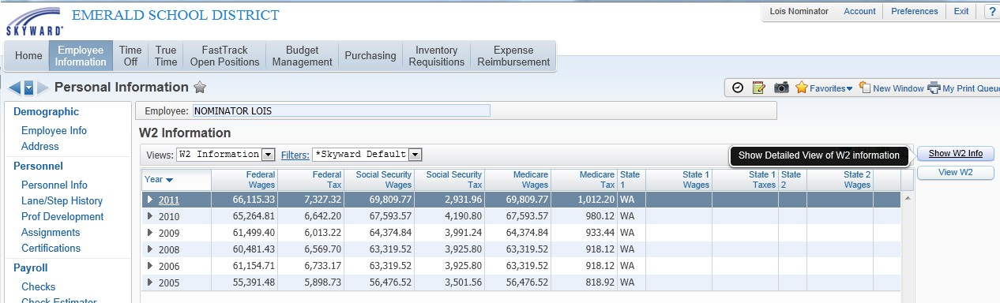 SKYWARD®
EMERALD SCHOOL DISTRICT
Lois Nominator Account Preferences Exit ?
Home Employee Information Time Off True Time FastTrack Open Positions Budget Management Purchasing Inventory Requisitions Expense Reimbursement
Personal Information
Favorites New Window My Print Queue
Demographic
Employee Info
Address
Personnel
Personnel Info
Lane/Step History
Prof Development
Assignments
Certifications
Payroll
Checks
Check Estimator
Employee: NOMINATOR LOIS
W2 Information
Views: W2 Information Filters: *Skyward Default
Show Detailed View of W2 information
Show W2 Info
View W2
Year Federal Wages Federal Tax Social Security Wages Social Security Tax Medicare Wages Medicare Tax State 1 State 1 Wages State 1 Taxes State 2 State 2 Wages
2011 66,115.33 7,327.32 69,809.77 2,931.96 69,809.77 1,012.20 WA
2010 65,264.81 6,642.20 67,593.57 4,190.80 67,593.57 980.12 WA
2009 61,499.40 6,013.22 64,374.84 3,991.24 64,374.84 933.44 WA
2008 60,481.43 6,569.70 63,319.52 3,925.80 63,319.52 918.12 WA
2006 61,154.71 6,733.17 63,319.52 3,925.80 63,319.52 918.12 WA
2005 55,391.48 5,898.73 56,476.52 3,501.56 56,476.52 818.92 WA